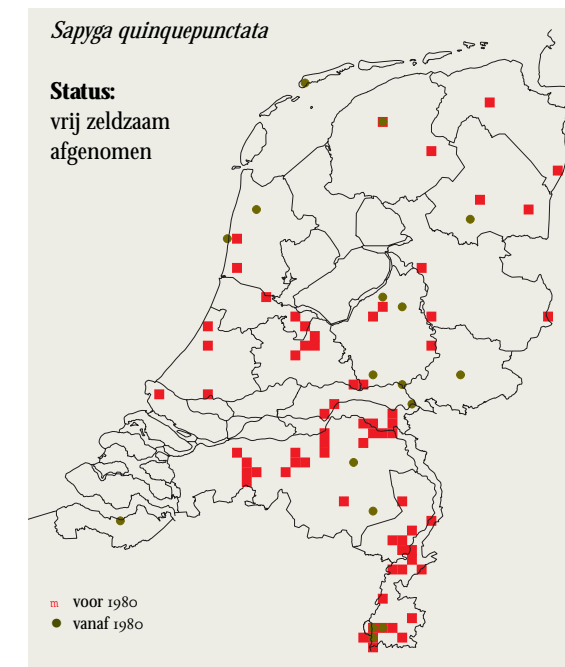 Sapyga quinquepunctata
Status:
vrij zeldzaam
afgenomen
m voor 1980
vanaf 1980